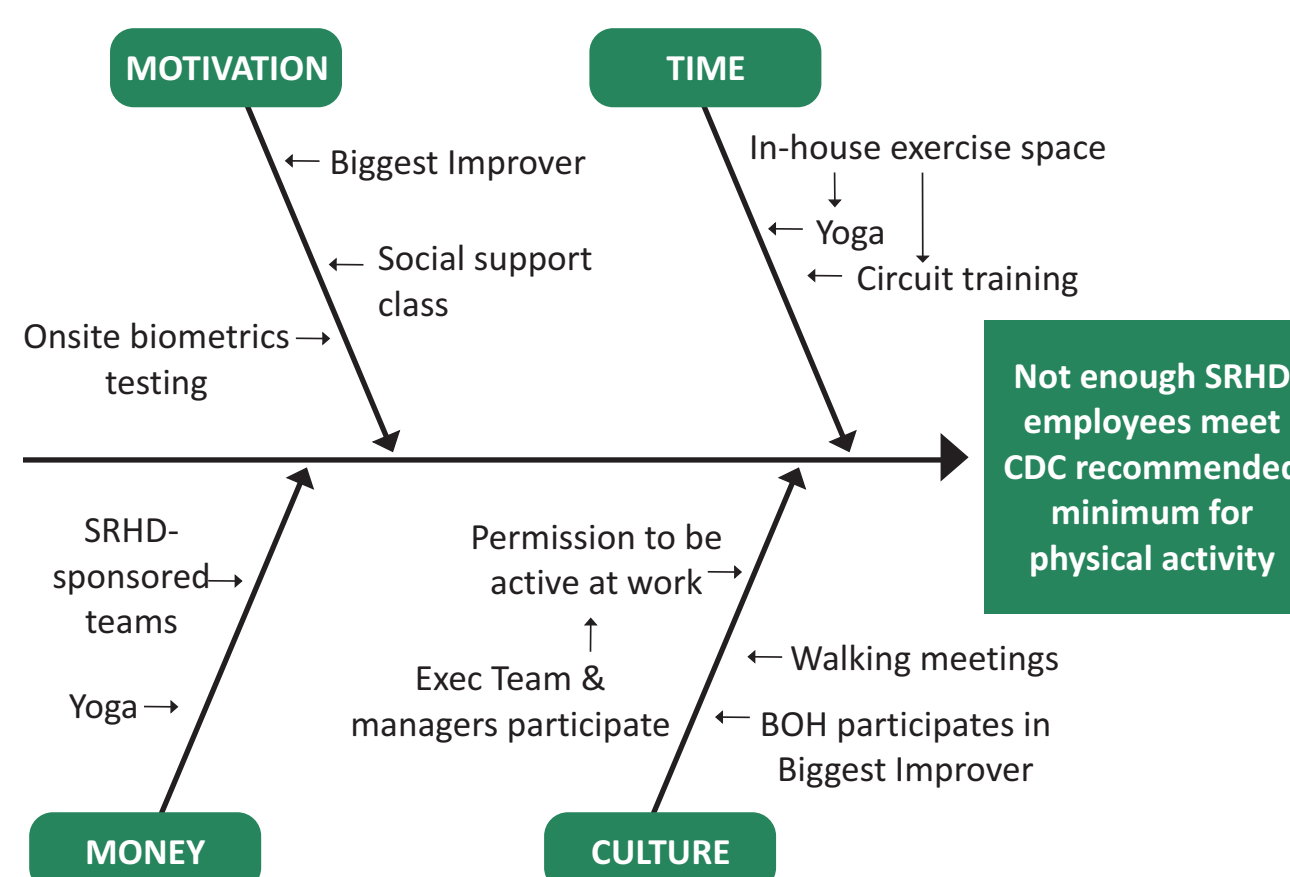 MOTIVATION
TIME
Biggest Improver
Social support
class
Onsite biometrics
testing
In-house exercise space
Yoga
Circuit training
Not enough SRHD
employees meet
CDC recommended
minimum for
physical activity
SRHD-
sponsored
teams
Yoga
Permission to be
active at work
Exec Team &
managers participate
Walking meetings
BOH participates in
Biggest Improver
MONEY
CULTURE